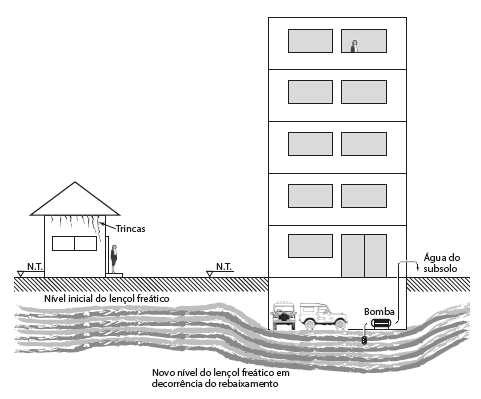 Trincas
N.T.
N.T.
Água do
subsolo
Nível inicial do lençol freático
Bomba
Novo nível do lençol freático em
decorrência do rebaixamento